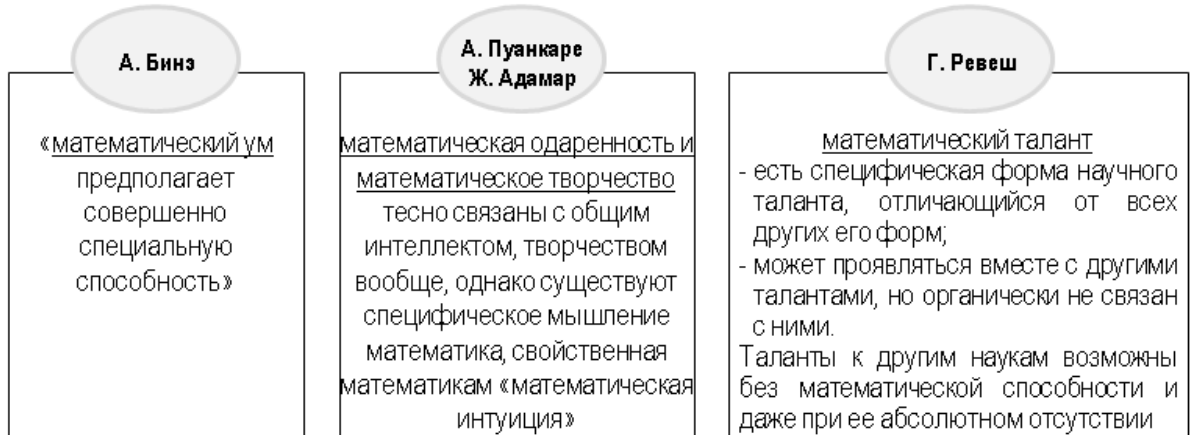 А. Бинэ
«математический ум
предполагает
совершенно
специальную
способность»
А. Пуанкаре
Ж. Адамар
математическая одаренность и
математическое творчество
тесно связаны с общим
интеллектом, творчеством
вообще, однако существуют
специфическое мышление
математика, свойственная
математикам «математическая
интуиция»
Г. Ревеш
математический талант
- есть специфическая форма научного
таланта, отличающийся от всех
других его форм;
- может проявляться вместе с другими
талантами, но органически не связан
с ними.
Таланты к другим наукам возможны
без математической способности и
даже при ее абсолютном отсутствии